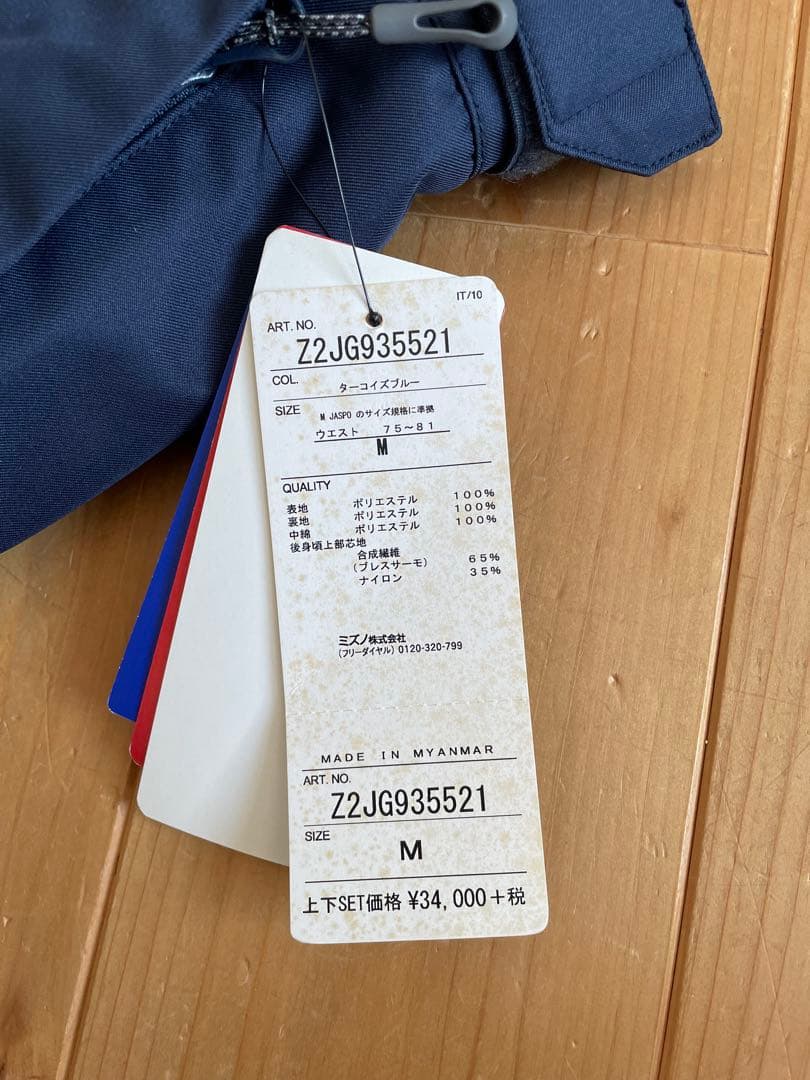 IT/10
ART. NO.
Z2JG935521
COL.
ターコイズブルー
SIZE
M JASPO のサイズ規格に準拠
ウエスト 75〜81
M
QUALITY
表地 ポリエステル 100%
裏地 ポリエステル 100%
中綿 ポリエステル 100%
後身頃上部芯地
合成繊維 65%
(ブレスサーモ)
ナイロン 35%
ミズノ株式会社
(フリーダイヤル) 0120-320-799
MADE IN MYANMAR
ART. NO.
Z2JG935521
SIZE
M
上下SET価格 ¥34,000+税